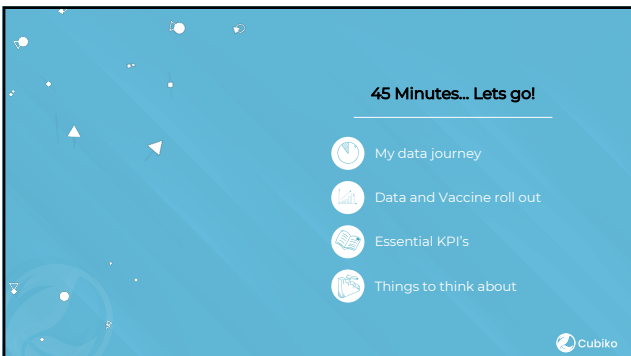 45 Minutes... Lets go!
My data journey
Data and Vaccine roll out
Essential KPI's
Things to think about
Cubiko